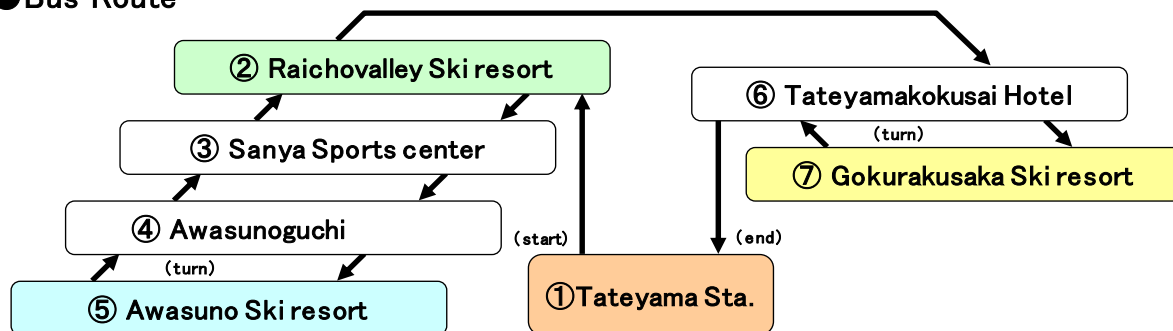 ●Bus Route
② Raichovalley Ski resort
⑥ Tateyamakokusai Hotel
③ Sanya Sports center
(turn)
⑦ Gokurakusaka Ski resort
④ Awasunoguchi
(start)
(end)
(turn)
①Tateyama Sta.
⑤ Awasuno Ski resort